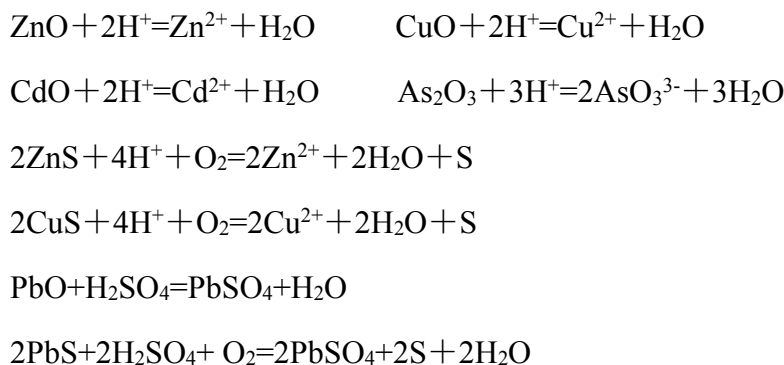 ZnO＋2H⁺=Zn²⁺＋H₂O CuO＋2H⁺=Cu²⁺＋H₂O
CdO＋2H⁺=Cd²⁺＋H₂O As₂O₃＋3H⁺=2AsO₃³⁻＋3H₂O
2ZnS＋4H⁺＋O₂=2Zn²⁺＋2H₂O＋S
2CuS＋4H⁺＋O₂=2Cu²⁺＋2H₂O＋S
PbO+H₂SO₄=PbSO₄+H₂O
2PbS+2H₂SO₄+ O₂=2PbSO₄+2S＋2H₂O